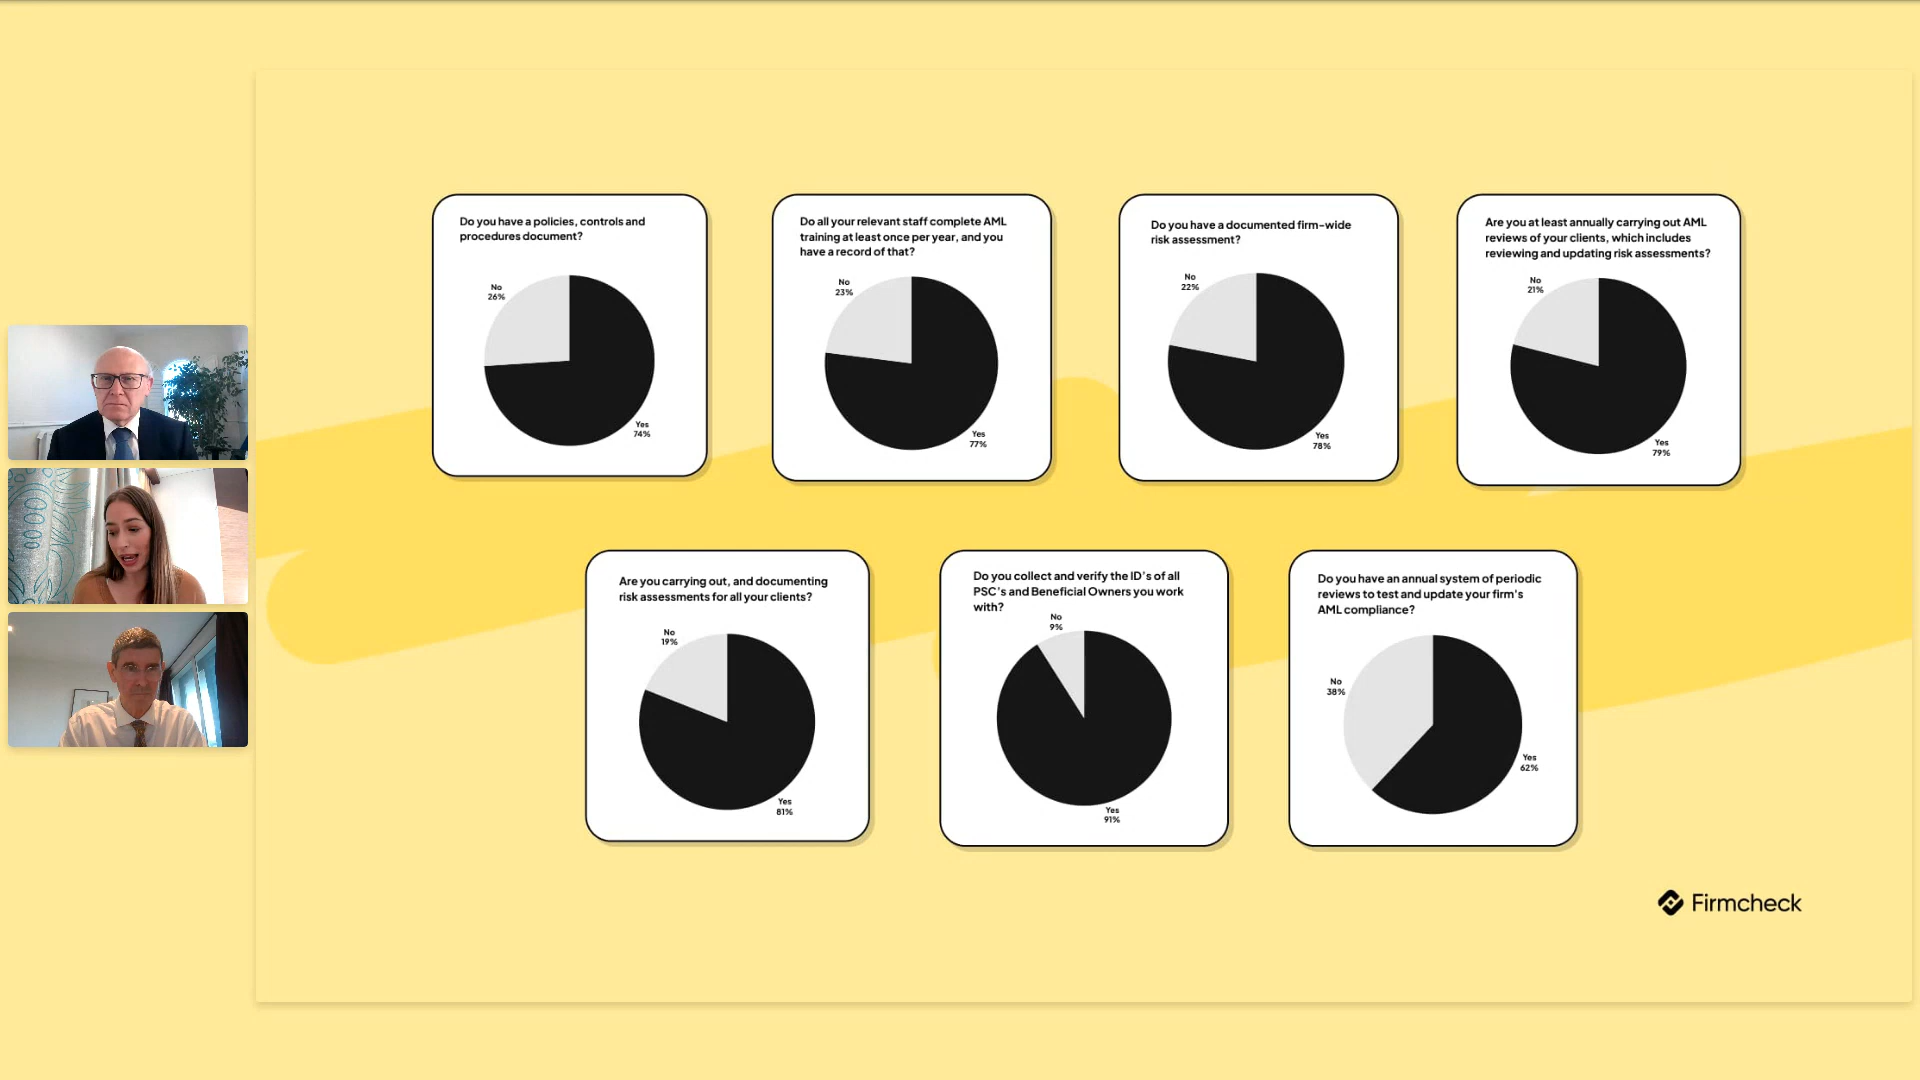 Do you have a policies, controls and
procedures document?
No
26%
Yes
74%
Do all your relevant staff complete AML
training at least once per year, and you
have a record of that?
No
23%
Yes
77%
Do you have a documented firm-wide
risk assessment?
No
22%
Yes
78%
Are you at least annually carrying out AML
reviews of your clients, which includes
reviewing and updating risk assessments?
No
21%
Yes
79%
Are you carrying out, and documenting
risk assessments for all your clients?
No
19%
Yes
81%
Do you collect and verify the ID's of all
PSC's and Beneficial Owners you work
with?
No
9%
Yes
91%
Do you have an annual system of periodic
reviews to test and update your firm's
AML compliance?
No
38%
Yes
62%
Firmcheck